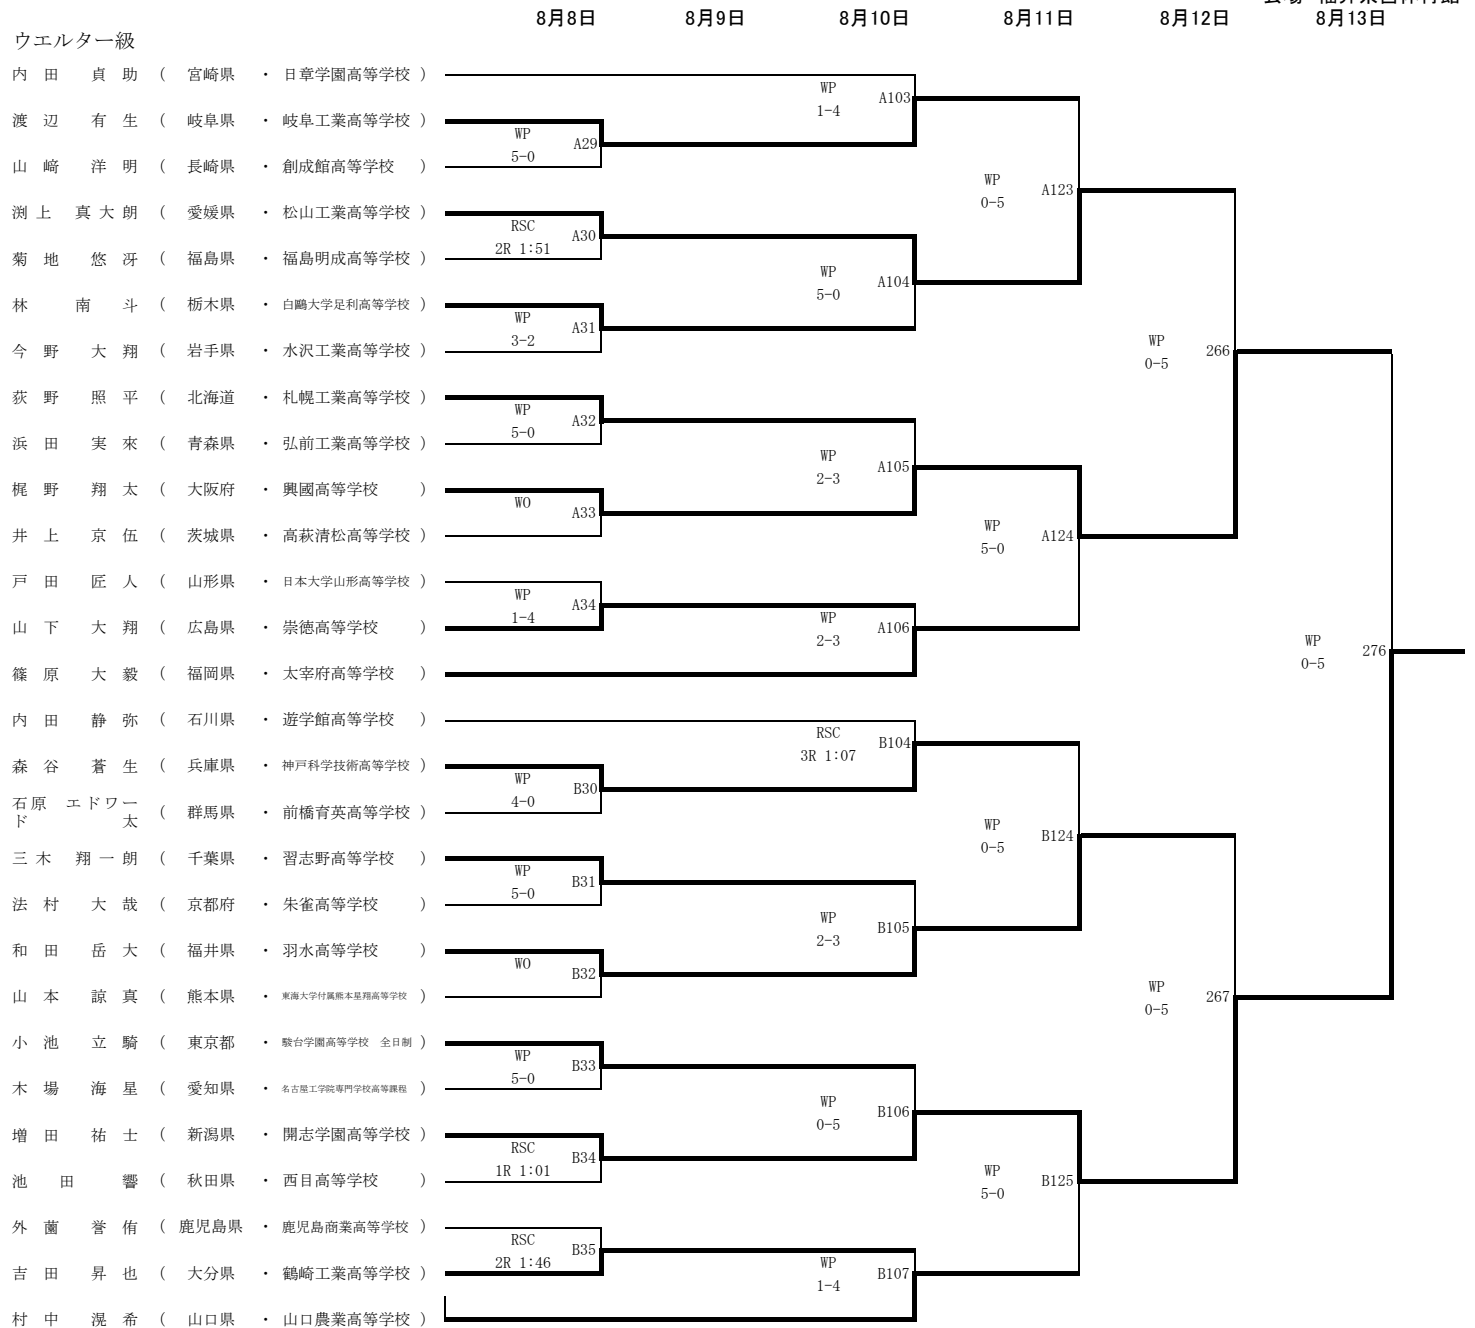 8月8日 8月9日 8月10日 8月11日 8月12日 8月13日
ウエルター級
内 田 貞 助 ( 宮崎県 ・ 日章学園高等学校 )
WP
1-4
A103
渡 辺 有 生 ( 岐阜県 ・ 岐阜工業高等学校 )
WP
5-0
A29
山 﨑 洋 明 ( 長崎県 ・ 創成館高等学校 )
WP
0-5
A123
渕 上 真 大 朗 ( 愛媛県 ・ 松山工業高等学校 )
RSC
2R 1:51
A30
菊 地 悠 冴 ( 福島県 ・ 福島明成高等学校 )
WP
5-0
A104
林 南 斗 ( 栃木県 ・ 白鷗大学足利高等学校 )
WP
3-2
A31
今 野 大 翔 ( 岩手県 ・ 水沢工業高等学校 )
WP
0-5
266
荻 野 照 平 ( 北海道 ・ 札幌工業高等学校 )
WP
5-0
A32
浜 田 実 來 ( 青森県 ・ 弘前工業高等学校 )
WP
2-3
A105
梶 野 翔 太 ( 大阪府 ・ 興國高等学校 )
WO
A33
井 上 京 伍 ( 茨城県 ・ 高萩清松高等学校 )
WP
5-0
A124
戸 田 匠 人 ( 山形県 ・ 日本大学山形高等学校 )
WP
1-4
A34
山 下 大 翔 ( 広島県 ・ 崇徳高等学校 )
WP
2-3
A106
篠 原 大 毅 ( 福岡県 ・ 太宰府高等学校 )
WP
0-5
276
内 田 静 弥 ( 石川県 ・ 遊学館高等学校 )
RSC
3R 1:07
B104
森 谷 蒼 生 ( 兵庫県 ・ 神戸科学技術高等学校 )
WP
4-0
B30
石原 エドワー
ド 太 ( 群馬県 ・ 前橋育英高等学校 )
WP
0-5
B124
三 木 翔 一 朗 ( 千葉県 ・ 習志野高等学校 )
WP
5-0
B31
法 村 大 哉 ( 京都府 ・ 朱雀高等学校 )
WP
2-3
B105
和 田 岳 大 ( 福井県 ・ 羽水高等学校 )
WO
B32
山 本 諒 真 ( 熊本県 ・ 東海大学付属熊本星翔高等学校 )
WP
0-5
267
小 池 立 騎 ( 東京都 ・ 駿台学園高等学校 全日制 )
WP
5-0
B33
木 場 海 星 ( 愛知県 ・ 名古屋工学院専門学校高等課程 )
WP
0-5
B106
増 田 祐 士 ( 新潟県 ・ 開志学園高等学校 )
RSC
1R 1:01
B34
池 田 響 ( 秋田県 ・ 西目高等学校 )
WP
5-0
B125
外 薗 誉 侑 ( 鹿児島県 ・ 鹿児島商業高等学校 )
RSC
2R 1:46
B35
吉 田 昇 也 ( 大分県 ・ 鶴崎工業高等学校 )
WP
1-4
B107
村 中 滉 希 ( 山口県 ・ 山口農業高等学校 )